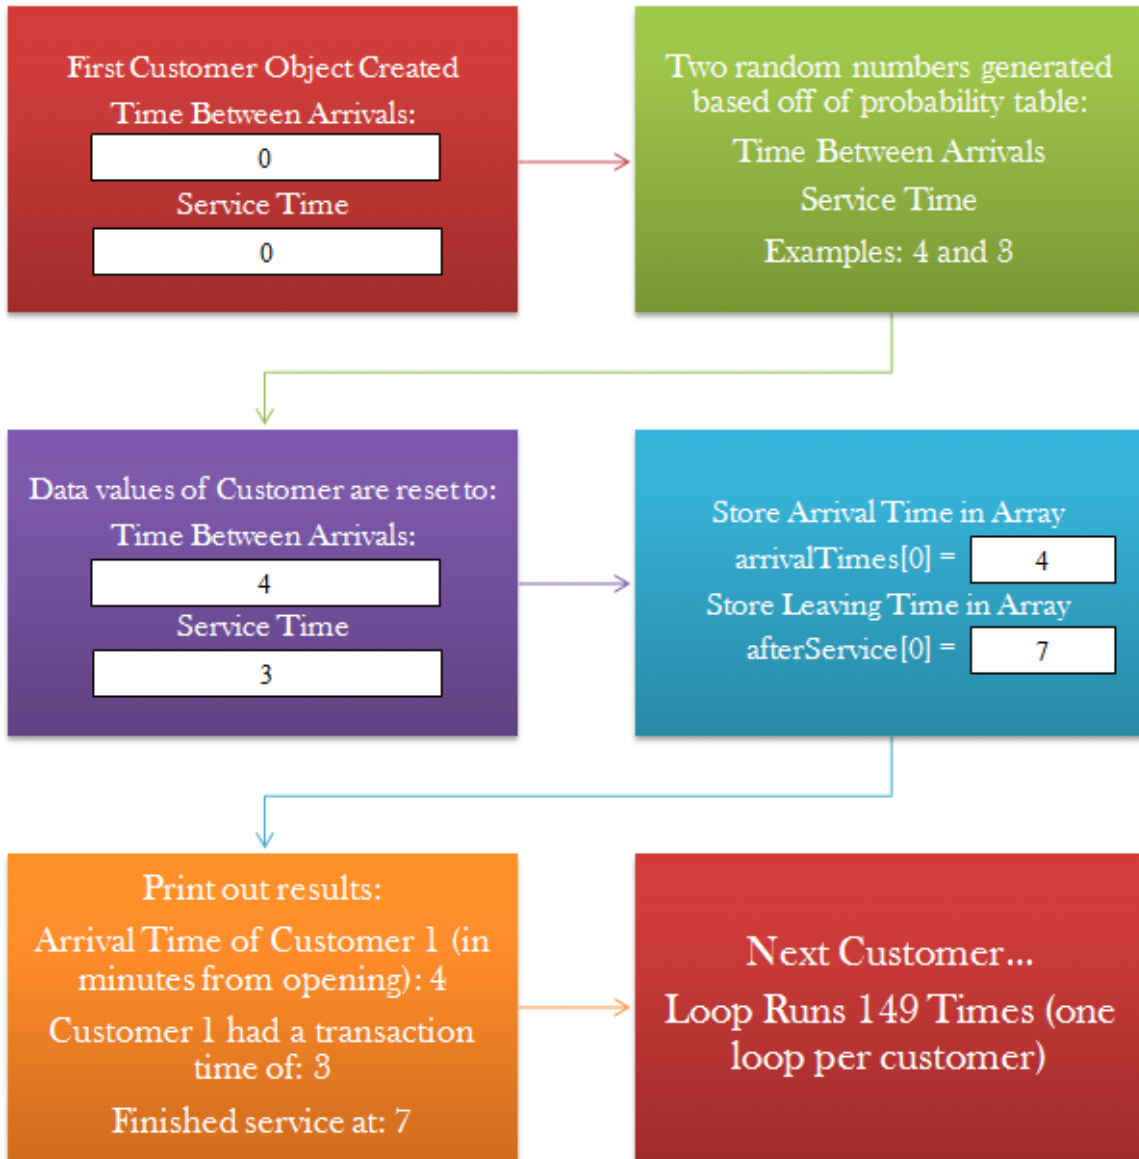 First Customer Object Created
Time Between Arrivals:
0
Service Time
0
Two random numbers generated
based off of probability table:
Time Between Arrivals
Service Time
Examples: 4 and 3
Data values of Customer are reset to:
Time Between Arrivals:
4
Service Time
3
Store Arrival Time in Array
arrivalTimes[0] = 4
Store Leaving Time in Array
afterService[0] = 7
Print out results:
Arrival Time of Customer 1 (in
minutes from opening): 4
Customer 1 had a transaction
time of: 3
Finished service at: 7
Next Customer...
Loop Runs 149 Times (one
loop per customer)